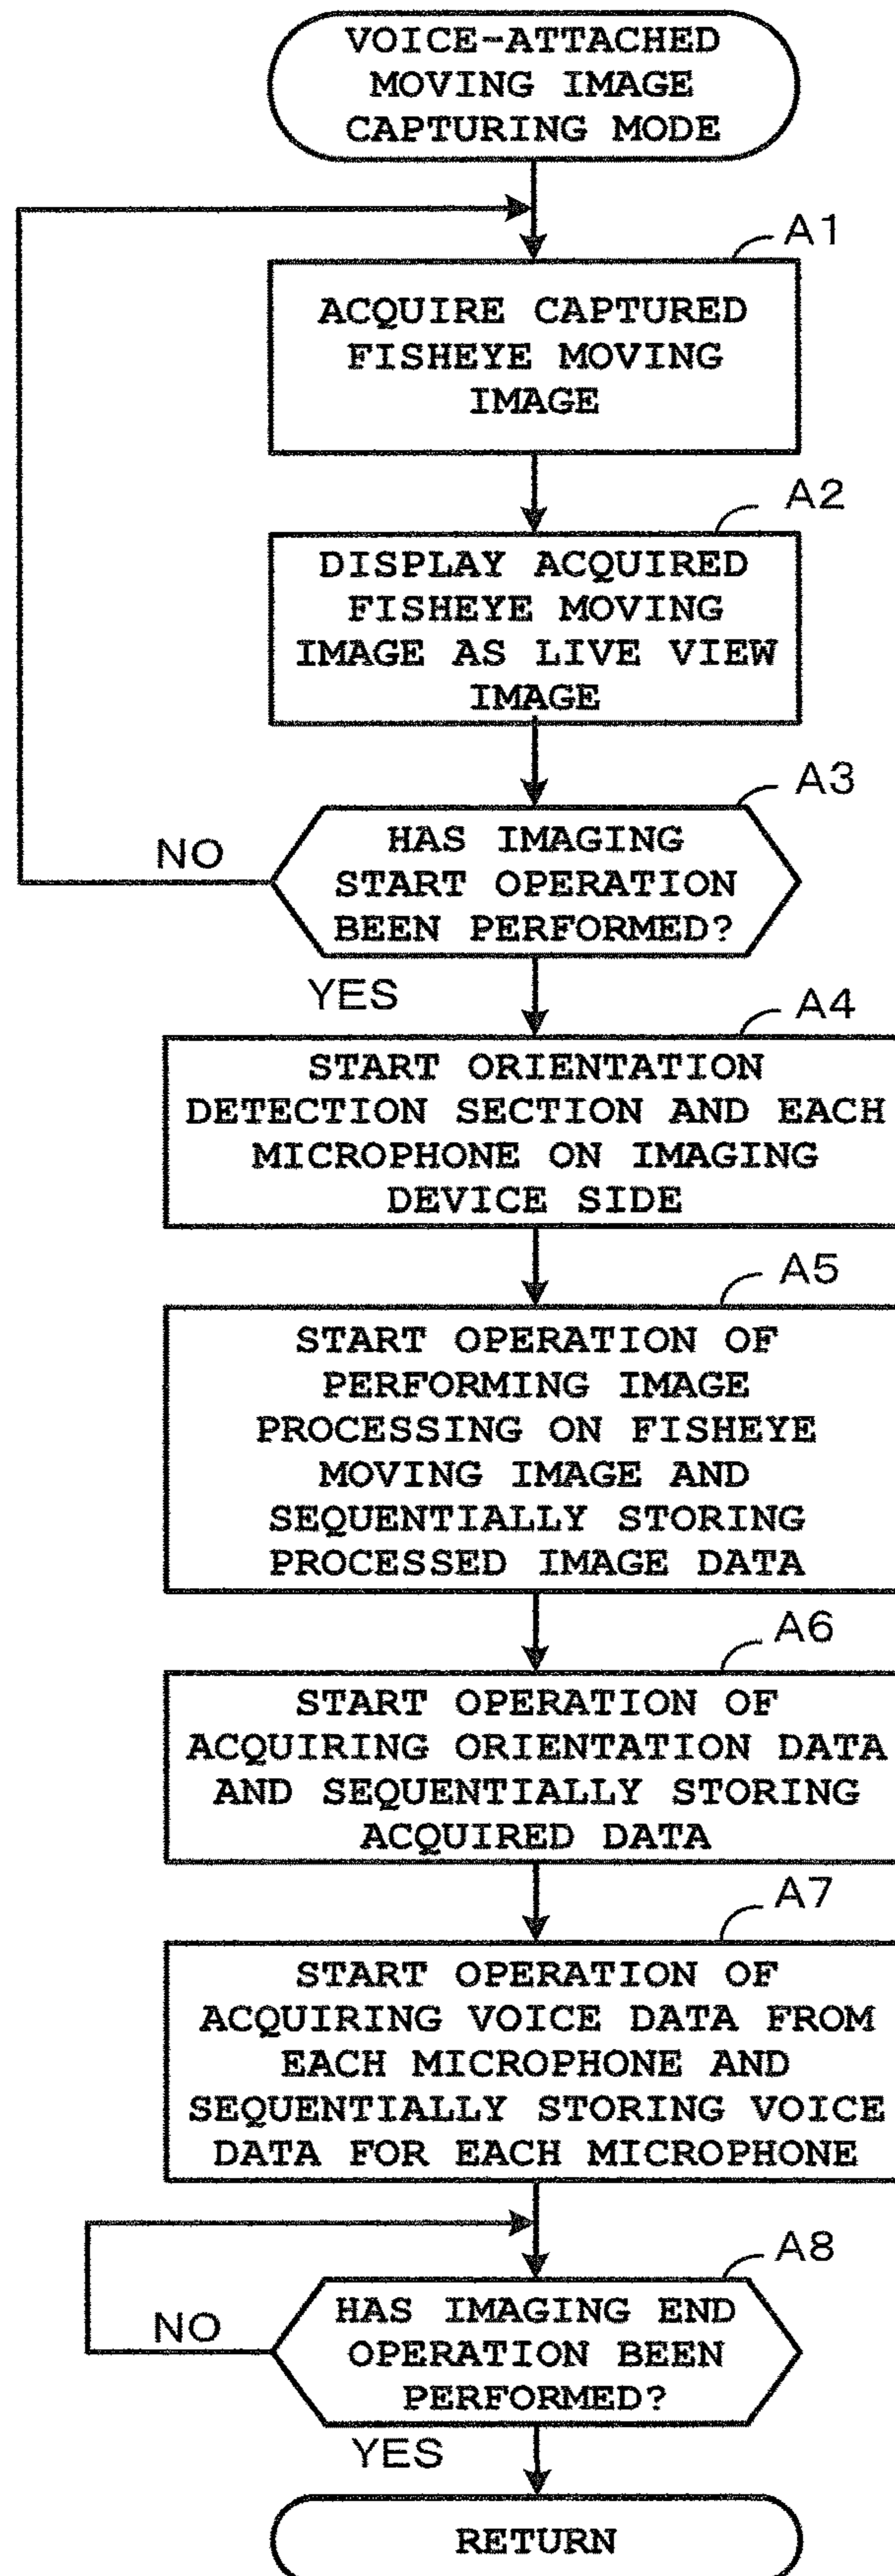 VOICE-ATTACHED
MOVING IMAGE
CAPTURING MODE
A1
ACQUIRE CAPTURED
FISHEYE MOVING
IMAGE
A2
DISPLAY ACQUIRED
FISHEYE MOVING
IMAGE AS LIVE VIEW
IMAGE
A3
HAS IMAGING
START OPERATION
BEEN PERFORMED?
NO
YES
A4
START ORIENTATION
DETECTION SECTION AND EACH
MICROPHONE ON IMAGING
DEVICE SIDE
A5
START OPERATION OF
PERFORMING IMAGE
PROCESSING ON FISHEYE
MOVING IMAGE AND
SEQUENTIALLY STORING
PROCESSED IMAGE DATA
A6
START OPERATION OF
ACQUIRING ORIENTATION DATA
AND SEQUENTIALLY STORING
ACQUIRED DATA
A7
START OPERATION OF
ACQUIRING VOICE DATA FROM
EACH MICROPHONE AND
SEQUENTIALLY STORING VOICE
DATA FOR EACH MICROPHONE
A8
HAS IMAGING END
OPERATION BEEN
PERFORMED?
NO
YES
RETURN